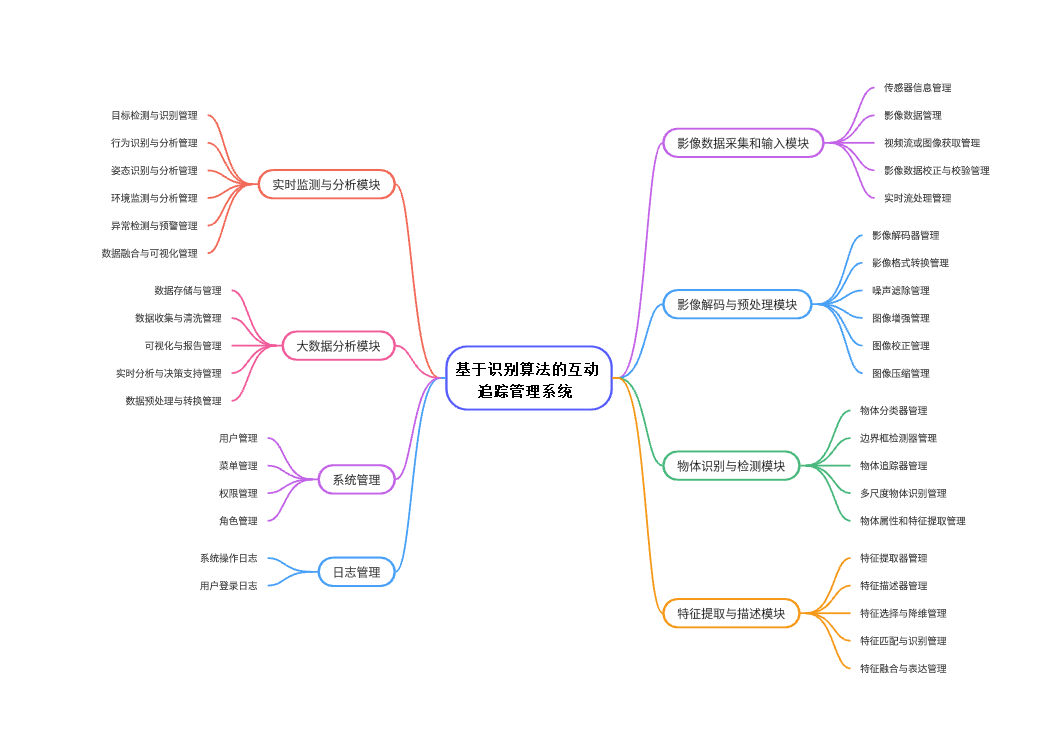 基于识别算法的互动
追踪管理系统
影像数据采集和输入模块
传感器信息管理
影像数据管理
视频流或图像获取管理
影像数据校正与校验管理
实时流处理管理
影像解码与预处理模块
影像解码器管理
影像格式转换管理
噪声滤除管理
图像增强管理
图像校正管理
图像压缩管理
物体识别与检测模块
物体分类器管理
边界框检测器管理
物体追踪器管理
多尺度物体识别管理
物体属性和特征提取管理
特征提取与描述模块
特征提取器管理
特征描述器管理
特征选择与降维管理
特征匹配与识别管理
特征融合与表达管理
实时监测与分析模块
目标检测与识别管理
行为识别与分析管理
姿态识别与分析管理
环境监测与分析管理
异常检测与预警管理
数据融合与可视化管理
大数据分析模块
数据存储与管理
数据收集与清洗管理
可视化与报告管理
实时分析与决策支持管理
数据预处理与转换管理
系统管理
用户管理
菜单管理
权限管理
角色管理
日志管理
系统操作日志
用户登录日志